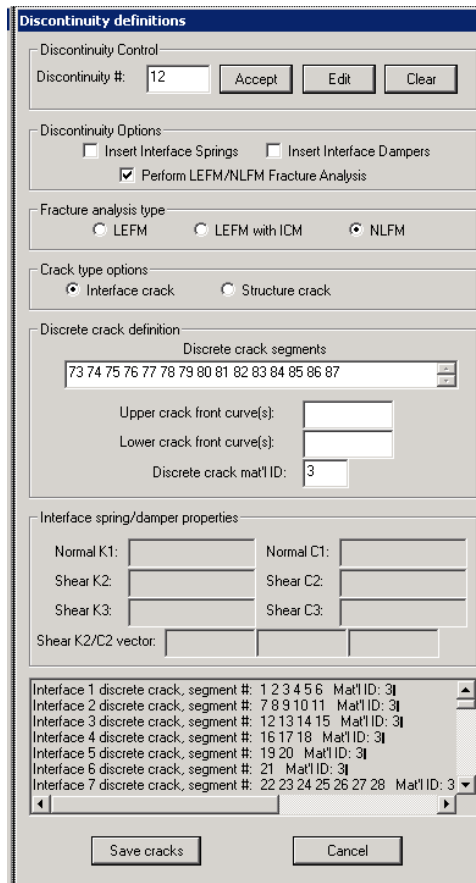 Discontinuity definitions
Discontinuity Control
Discontinuity #: 12 Accept Edit Clear
Discontinuity Options
Insert Interface Springs Insert Interface Dampers
Perform LEFM/NLFM Fracture Analysis
Fracture analysis type
LEFM LEFM with ICM NLFM
Crack type options
Interface crack Structure crack
Discrete crack definition
Discrete crack segments
73 74 75 76 77 78 79 80 81 82 83 84 85 86 87
Upper crack front curve(s):
Lower crack front curve(s):
Discrete crack mat'l ID: 3
Interface spring/damper properties
Normal K1: Normal C1:
Shear K2: Shear C2:
Shear K3: Shear C3:
Shear K2/C2 vector:
Interface 1 discrete crack, segment #: 1 2 3 4 5 6 Mat'l ID: 3
Interface 2 discrete crack, segment #: 7 8 9 10 11 Mat'l ID: 3
Interface 3 discrete crack, segment #: 12 13 14 15 Mat'l ID: 3
Interface 4 discrete crack, segment #: 16 17 18 Mat'l ID: 3
Interface 5 discrete crack, segment #: 19 20 Mat'l ID: 3
Interface 6 discrete crack, segment #: 21 Mat'l ID: 3
Interface 7 discrete crack, segment #: 22 23 24 25 26 27 28 Mat'l ID: 3
Save cracks Cancel